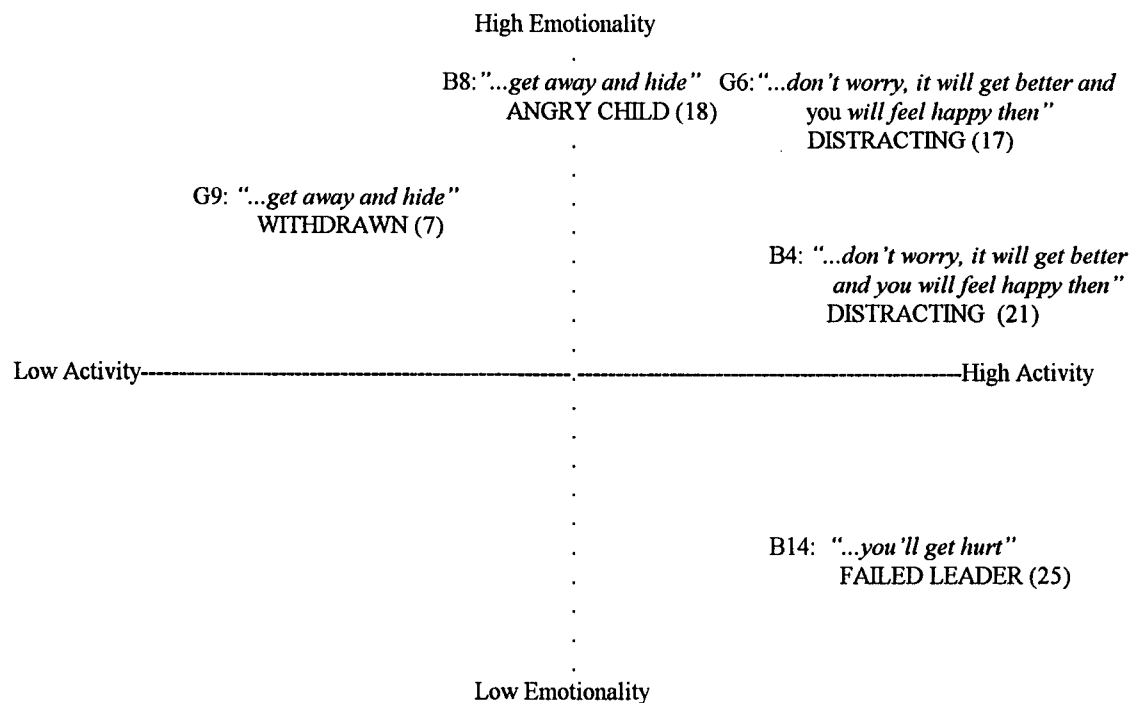 High Emotionality
B8: "...get away and hide" G6: "...don't worry, it will get better and
ANGRY CHILD (18) you will feel happy then"
DISTRACTING (17)
G9: "...get away and hide"
WITHDRAWN (7)
B4: "...don't worry, it will get better
and you will feel happy then"
DISTRACTING (21)
Low Activity High Activity
B14: "...you'll get hurt"
FAILED LEADER (25)
Low Emotionality